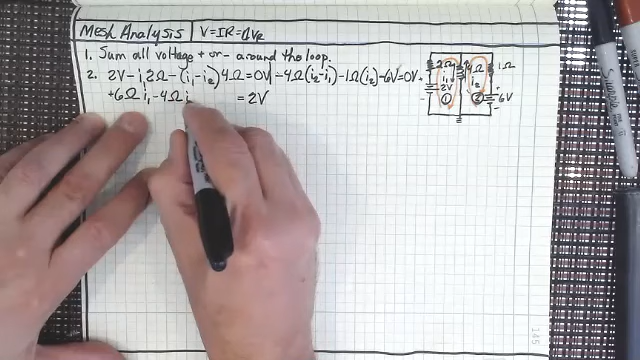 Mesh Analysis | V=IR=ΩVR
1. Sum all voltage + or - around the loop.
2. 2V - i₁2Ω - (i₁-i₂)4Ω = 0V | -4Ω(i₂-i₁) - 1Ω(i₂) - 6V = 0V
+6Ω i₁ - 4Ω i₂ = 2V
2Ω 4Ω 1Ω
i₁ i₂
2V + 6V
① ②
145